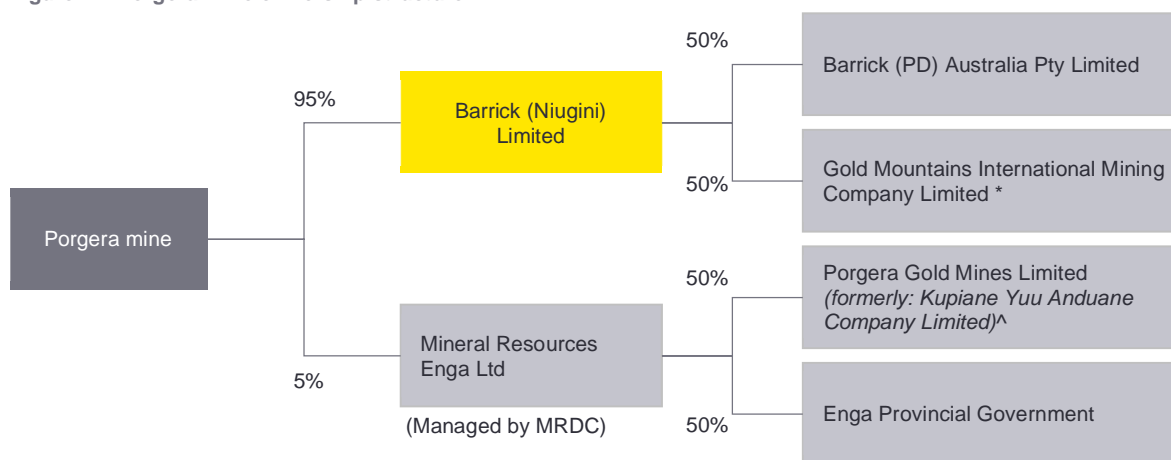 50%
Barrick (PD) Australia Pty Limited
95%
Barrick (Niugini)
Limited
50%
Gold Mountains International Mining
Company Limited *
Porgera mine
50%
Porgera Gold Mines Limited
(formerly: Kupiane Yuu Anduane
Company Limited)^
Mineral Resources
Enga Ltd
5%
(Managed by MRDC)
50%
Enga Provincial Government